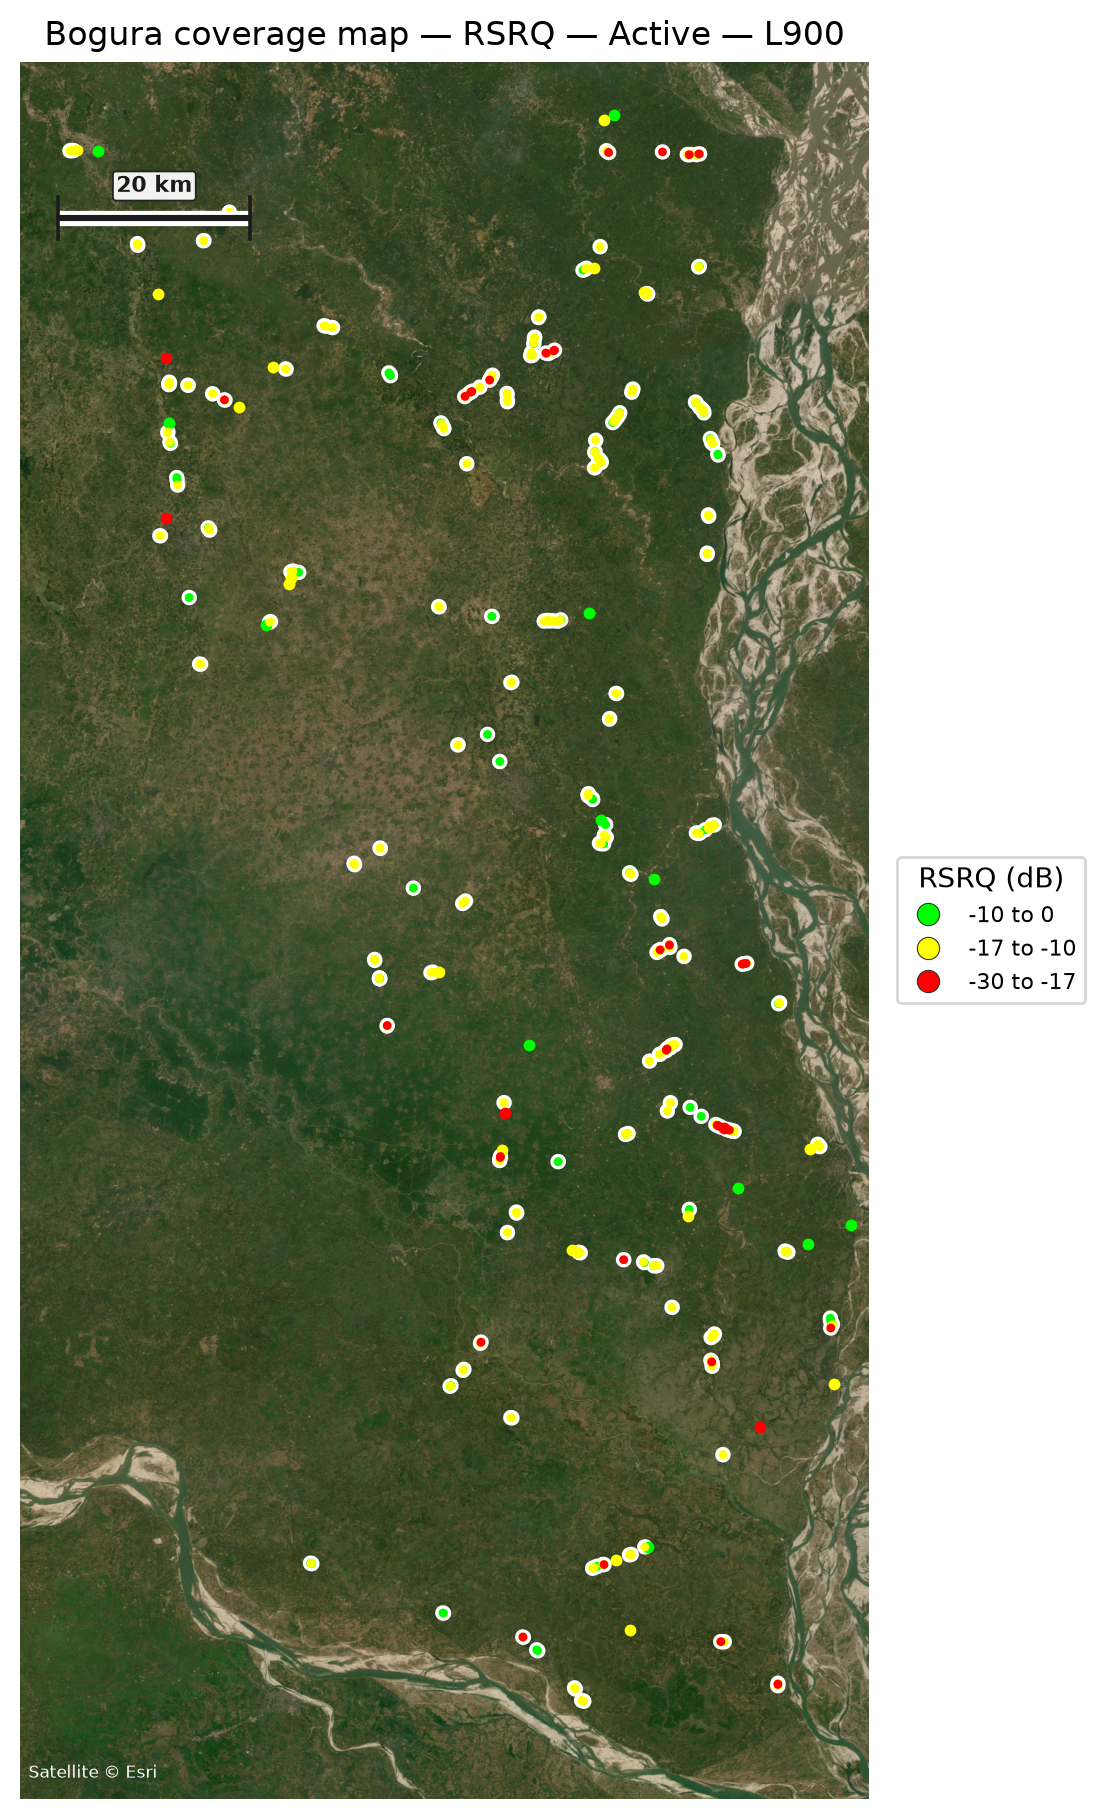 Bogura coverage map — RSRQ — Active — L900
20 km
RSRQ (dB)
-10 to 0
-17 to -10
-30 to -17
Satellite © Esri